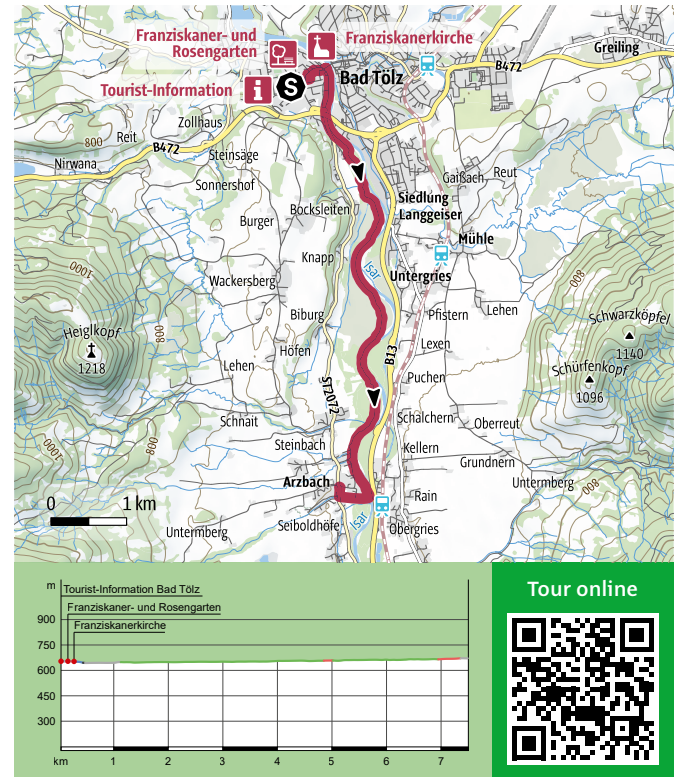 Franziskaner- und
Rosengarten
Franziskanerkirche
Greiling
Tourist-Information
S
Bad Tölz
B472
Zollhaus
800
Reit
B472
Nirwana
Steinsäge
Sonnershof
Gaißach
Reut
Bocksleiten
Siedlung
Langgeiser
Burger
Mühle
1000
Knapp
Isar
Untergries
800
Wackersberg
Biburg
Pfistern
Lehen
Schwarzköpfel
Heiglkopf
1218
800
Höfen
B13
Lexen
1140
Schürfenkopf
Lehen
Puchen
1096
ST2072
Schnait
Schalchern
Oberreut
Steinbach
1000
800
Kellern
Grundnern
Arzbach
Untermberg
800
0
1 km
Rain
Isar
Seiboldhöfe
Obergries
Untermberg
1000
m
Tourist-Information Bad Tölz
Franziskaner- und Rosengarten
Franziskanerkirche
900
750
600
450
300
km
1
2
3
4
5
6
7
Tour online